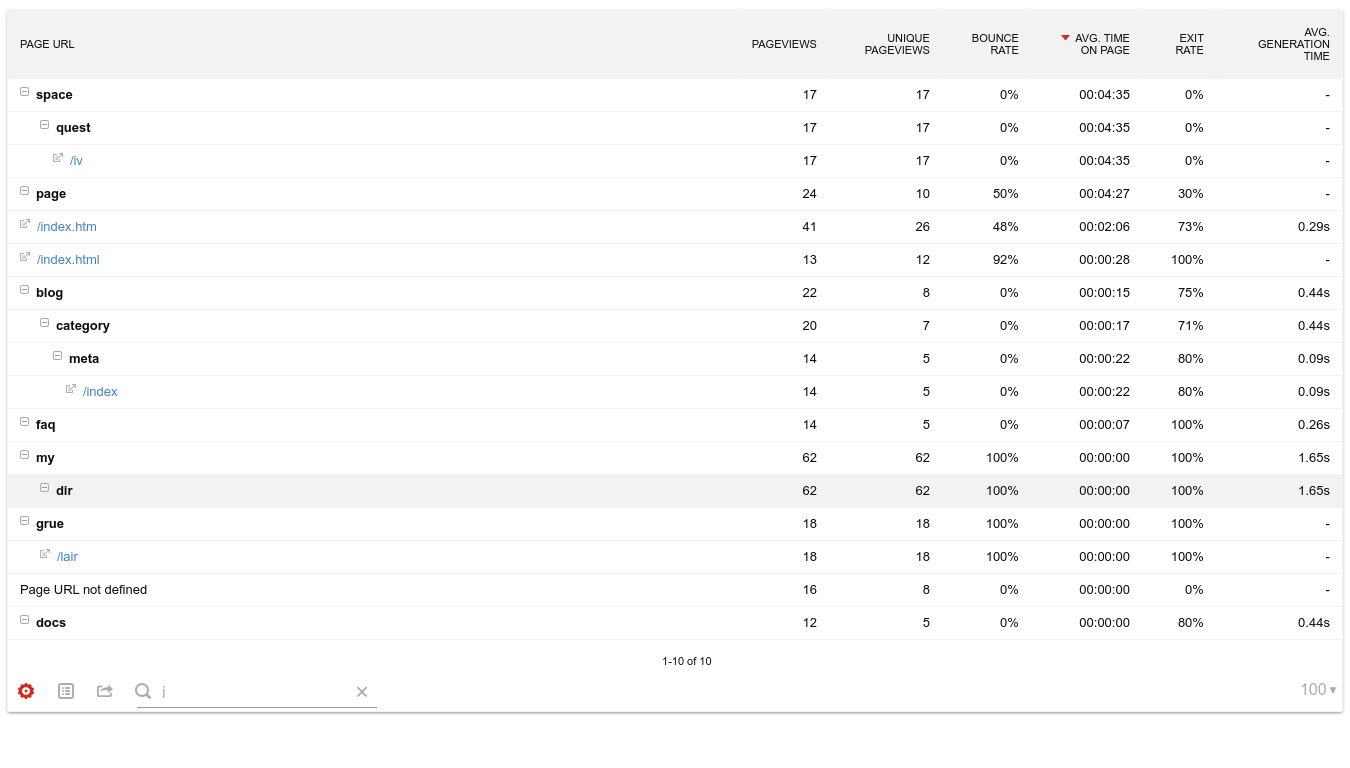 PAGE URL PAGEVIEWS UNIQUE PAGEVIEWS BOUNCE RATE AVG. TIME ON PAGE EXIT RATE AVG. GENERATION TIME
space 17 17 0% 00:04:35 0% -
quest 17 17 0% 00:04:35 0% -
/iv 17 17 0% 00:04:35 0% -
page 24 10 50% 00:04:27 30% -
/index.htm 41 26 48% 00:02:06 73% 0.29s
/index.html 13 12 92% 00:00:28 100% -
blog 22 8 0% 00:00:15 75% 0.44s
category 20 7 0% 00:00:17 71% 0.44s
meta 14 5 0% 00:00:22 80% 0.09s
/index 14 5 0% 00:00:22 80% 0.09s
faq 14 5 0% 00:00:07 100% 0.26s
my 62 62 100% 00:00:00 100% 1.65s
dir 62 62 100% 00:00:00 100% 1.65s
grue 18 18 100% 00:00:00 100% -
/lair 18 18 100% 00:00:00 100% -
Page URL not defined 16 8 0% 00:00:00 0% -
docs 12 5 0% 00:00:00 80% 0.44s
1-10 of 10
i 100